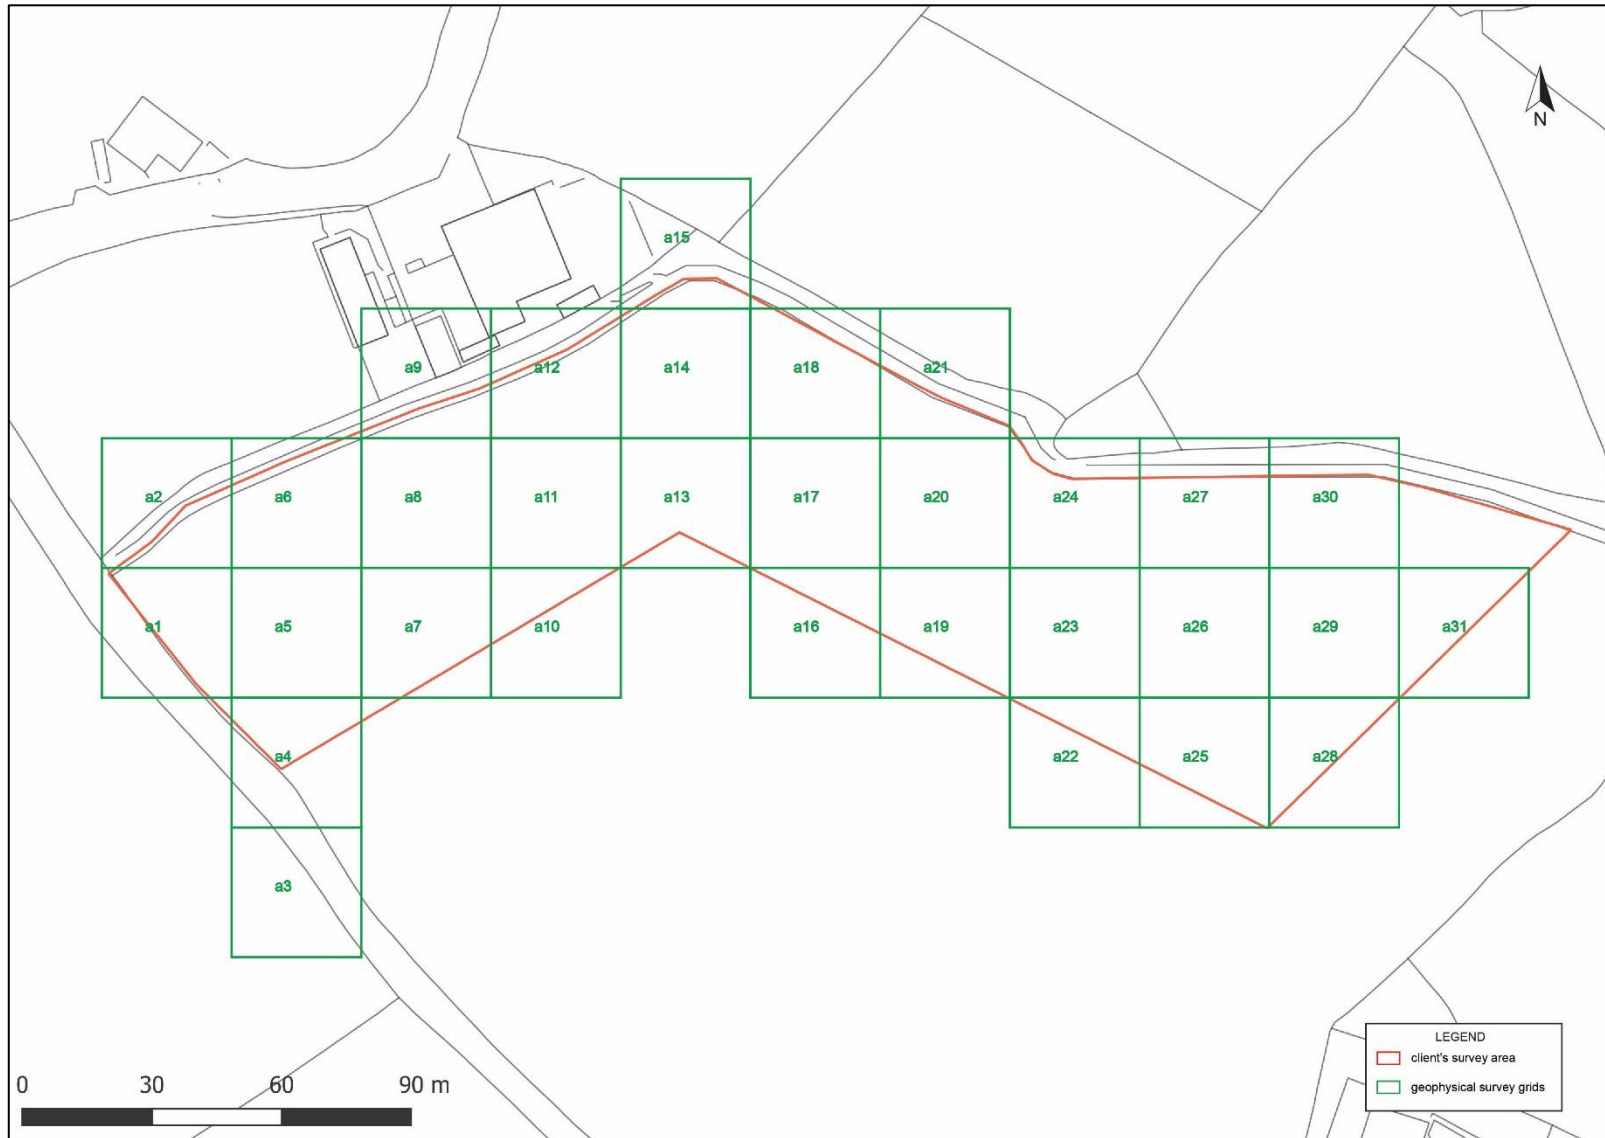 N
a15
a9
a12
a14
a18
a21
a2
a6
a8
a11
a13
a17
a20
a24
a27
a30
a1
a5
a7
a10
a16
a19
a23
a26
a29
a31
a4
a22
a25
a28
a3
0 30 60 90 m
LEGEND
client's survey area
geophysical survey grids